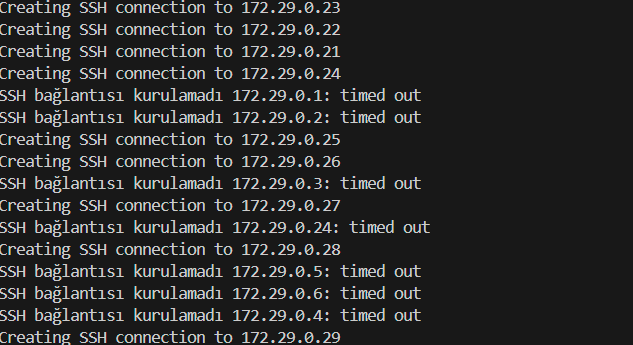 Creating SSH connection to 172.29.0.23
Creating SSH connection to 172.29.0.22
Creating SSH connection to 172.29.0.21
Creating SSH connection to 172.29.0.24
SSH bağlantısı kurulamadı 172.29.0.1: timed out
SSH bağlantısı kurulamadı 172.29.0.2: timed out
Creating SSH connection to 172.29.0.25
Creating SSH connection to 172.29.0.26
SSH bağlantısı kurulamadı 172.29.0.3: timed out
Creating SSH connection to 172.29.0.27
SSH bağlantısı kurulamadı 172.29.0.24: timed out
Creating SSH connection to 172.29.0.28
SSH bağlantısı kurulamadı 172.29.0.5: timed out
SSH bağlantısı kurulamadı 172.29.0.6: timed out
SSH bağlantısı kurulamadı 172.29.0.4: timed out
Creating SSH connection to 172.29.0.29